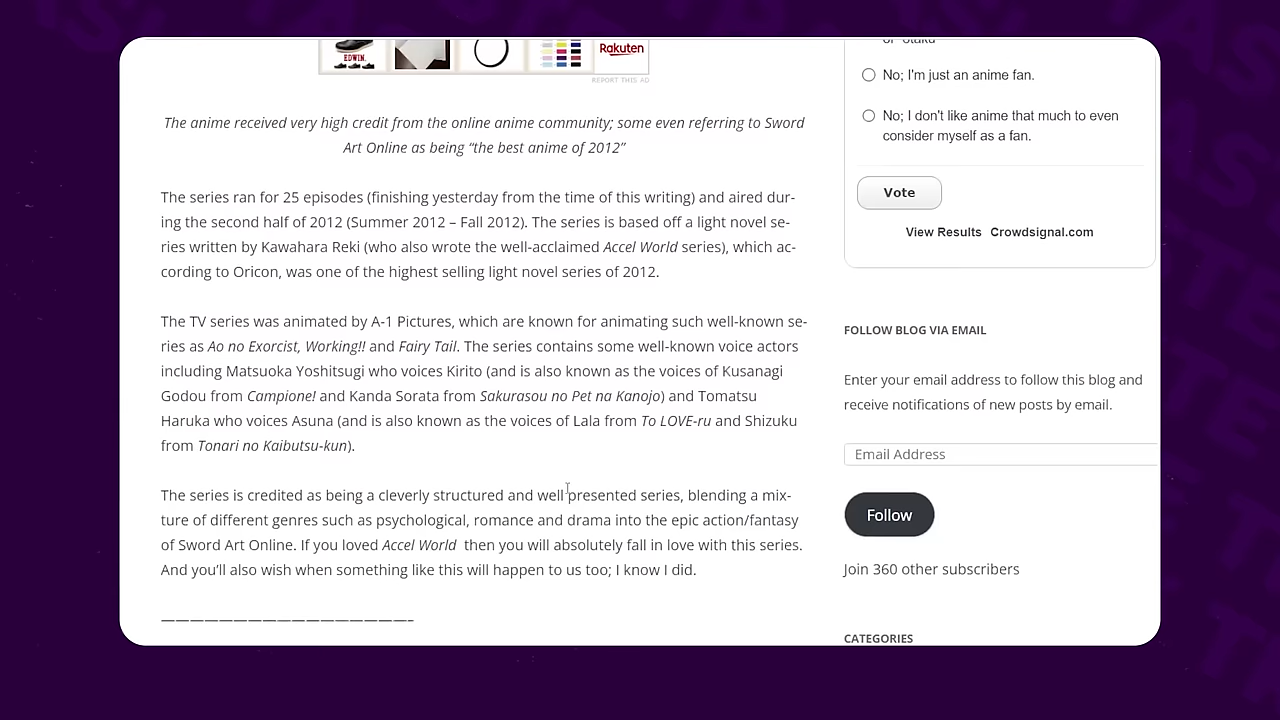 EDWIN.
Rakuten
REPORT THIS AD
The anime received very high credit from the online anime community; some even referring to Sword
Art Online as being “the best anime of 2012”
The series ran for 25 episodes (finishing yesterday from the time of this writing) and aired dur-
ing the second half of 2012 (Summer 2012 – Fall 2012). The series is based off a light novel se-
ries written by Kawahara Reki (who also wrote the well-acclaimed Accel World series), which ac-
cording to Oricon, was one of the highest selling light novel series of 2012.
The TV series was animated by A-1 Pictures, which are known for animating such well-known se-
ries as Ao no Exorcist, Working!! and Fairy Tail. The series contains some well-known voice actors
including Matsuoka Yoshitsugi who voices Kirito (and is also known as the voices of Kusanagi
Godou from Campione! and Kanda Sorata from Sakurasou no Pet na Kanojo) and Tomatsu
Haruka who voices Asuna (and is also known as the voices of Lala from To LOVE-ru and Shizuku
from Tonari no Kaibutsu-kun).
The series is credited as being a cleverly structured and well presented series, blending a mix-
ture of different genres such as psychological, romance and drama into the epic action/fantasy
of Sword Art Online. If you loved Accel World then you will absolutely fall in love with this series.
And you’ll also wish when something like this will happen to us too; I know I did.
—————————————————–
of "otaku"
No; I'm just an anime fan.
No; I don't like anime that much to even
consider myself as a fan.
Vote
View Results Crowdsignal.com
FOLLOW BLOG VIA EMAIL
Enter your email address to follow this blog and
receive notifications of new posts by email.
Email Address
Follow
Join 360 other subscribers
CATEGORIES